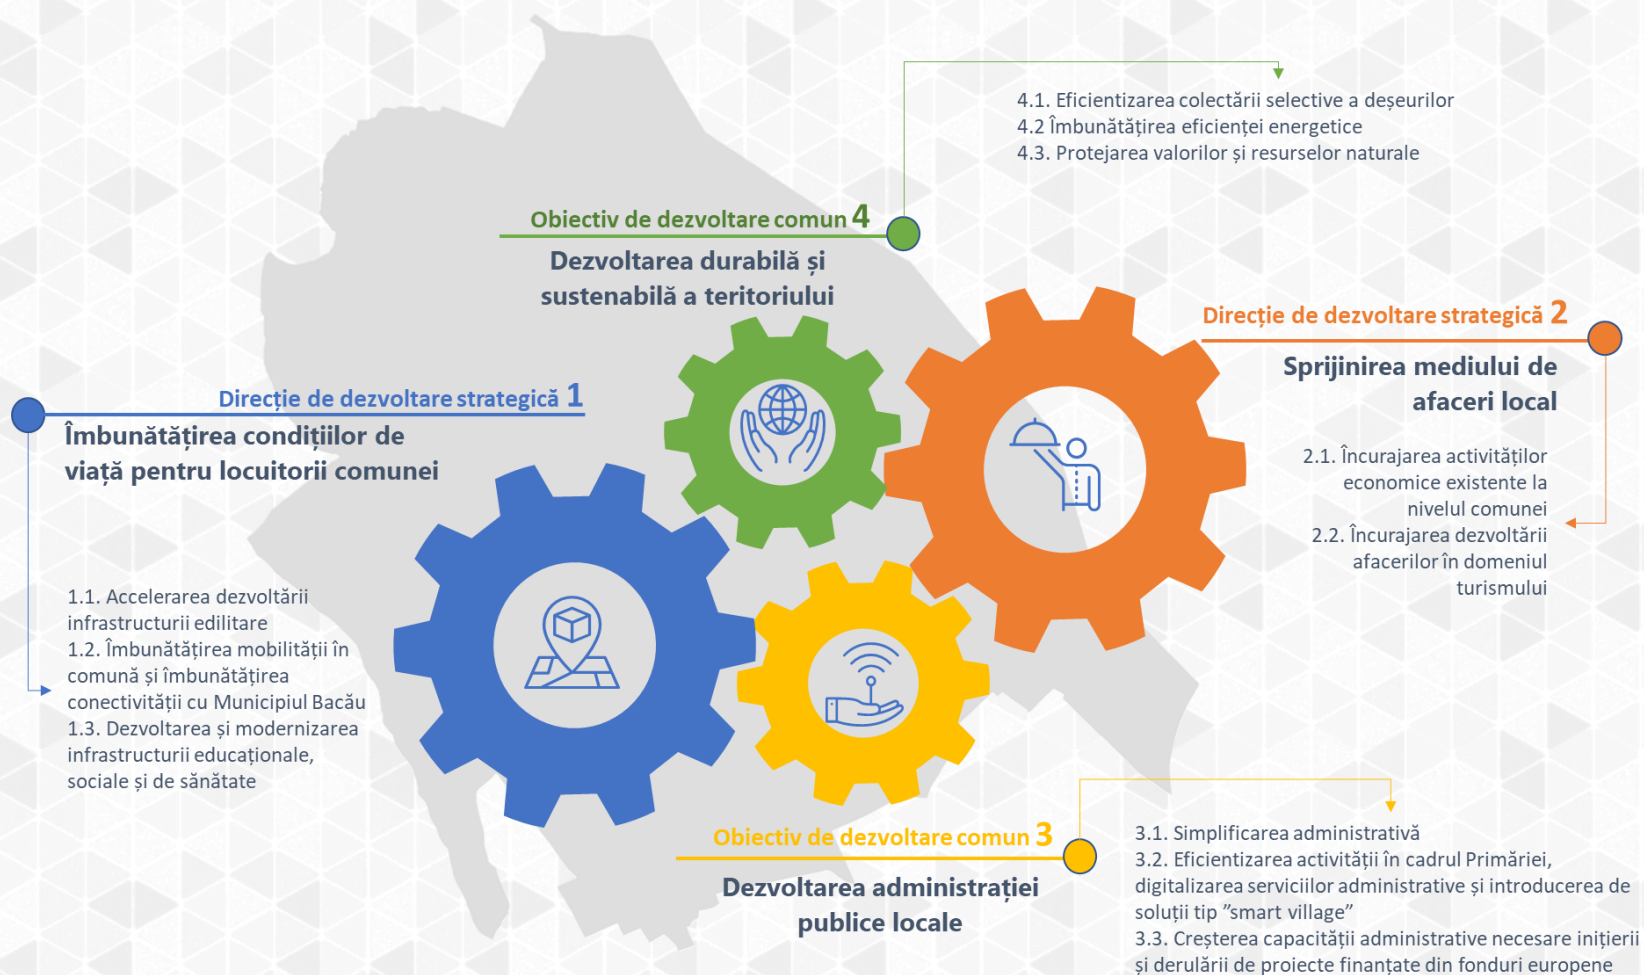 4.1. Eficientizarea colectării selective a deșeurilor
4.2 Îmbunătățirea eficienței energetice
4.3. Protejarea valorilor și resurselor naturale
Obiectiv de dezvoltare comun 4
Dezvoltarea durabilă și
sustenabilă a teritoriului
Direcție de dezvoltare strategică 2
Sprijinirea mediului de
afaceri local
2.1. Încurajarea activităților
economice existente la
nivelul comunei
2.2. Încurajarea dezvoltării
afacerilor în domeniul
turismului
Direcție de dezvoltare strategică 1
Îmbunătățirea condițiilor de
viață pentru locuitorii comunei
1.1. Accelerarea dezvoltării
infrastructurii edilitare
1.2. Îmbunătățirea mobilității în
comună și îmbunătățirea
conectivității cu Municipiul Bacău
1.3. Dezvoltarea și modernizarea
infrastructurii educaționale,
sociale și de sănătate
Obiectiv de dezvoltare comun 3
Dezvoltarea administrației
publice locale
3.1. Simplificarea administrativă
3.2. Eficientizarea activității în cadrul Primăriei,
digitalizarea serviciilor administrative și introducerea de
soluții tip ”smart village”
3.3. Creșterea capacității administrative necesare inițierii
și derulării de proiecte finanțate din fonduri europene